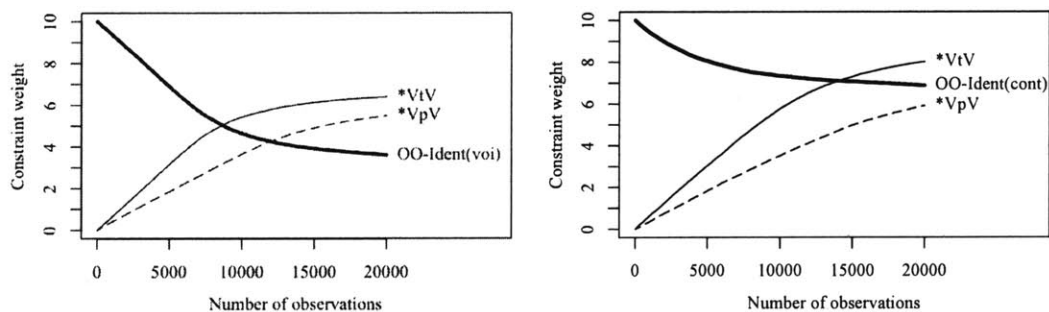 Constraint weight
10
8
6
4
2
0
*VtV
*VpV
OO-Ident(voi)
0 5000 10000 15000 20000
Number of observations
Constraint weight
10
8
6
4
2
0
*VtV
OO-Ident(cont)
*VpV
0 5000 10000 15000 20000
Number of observations